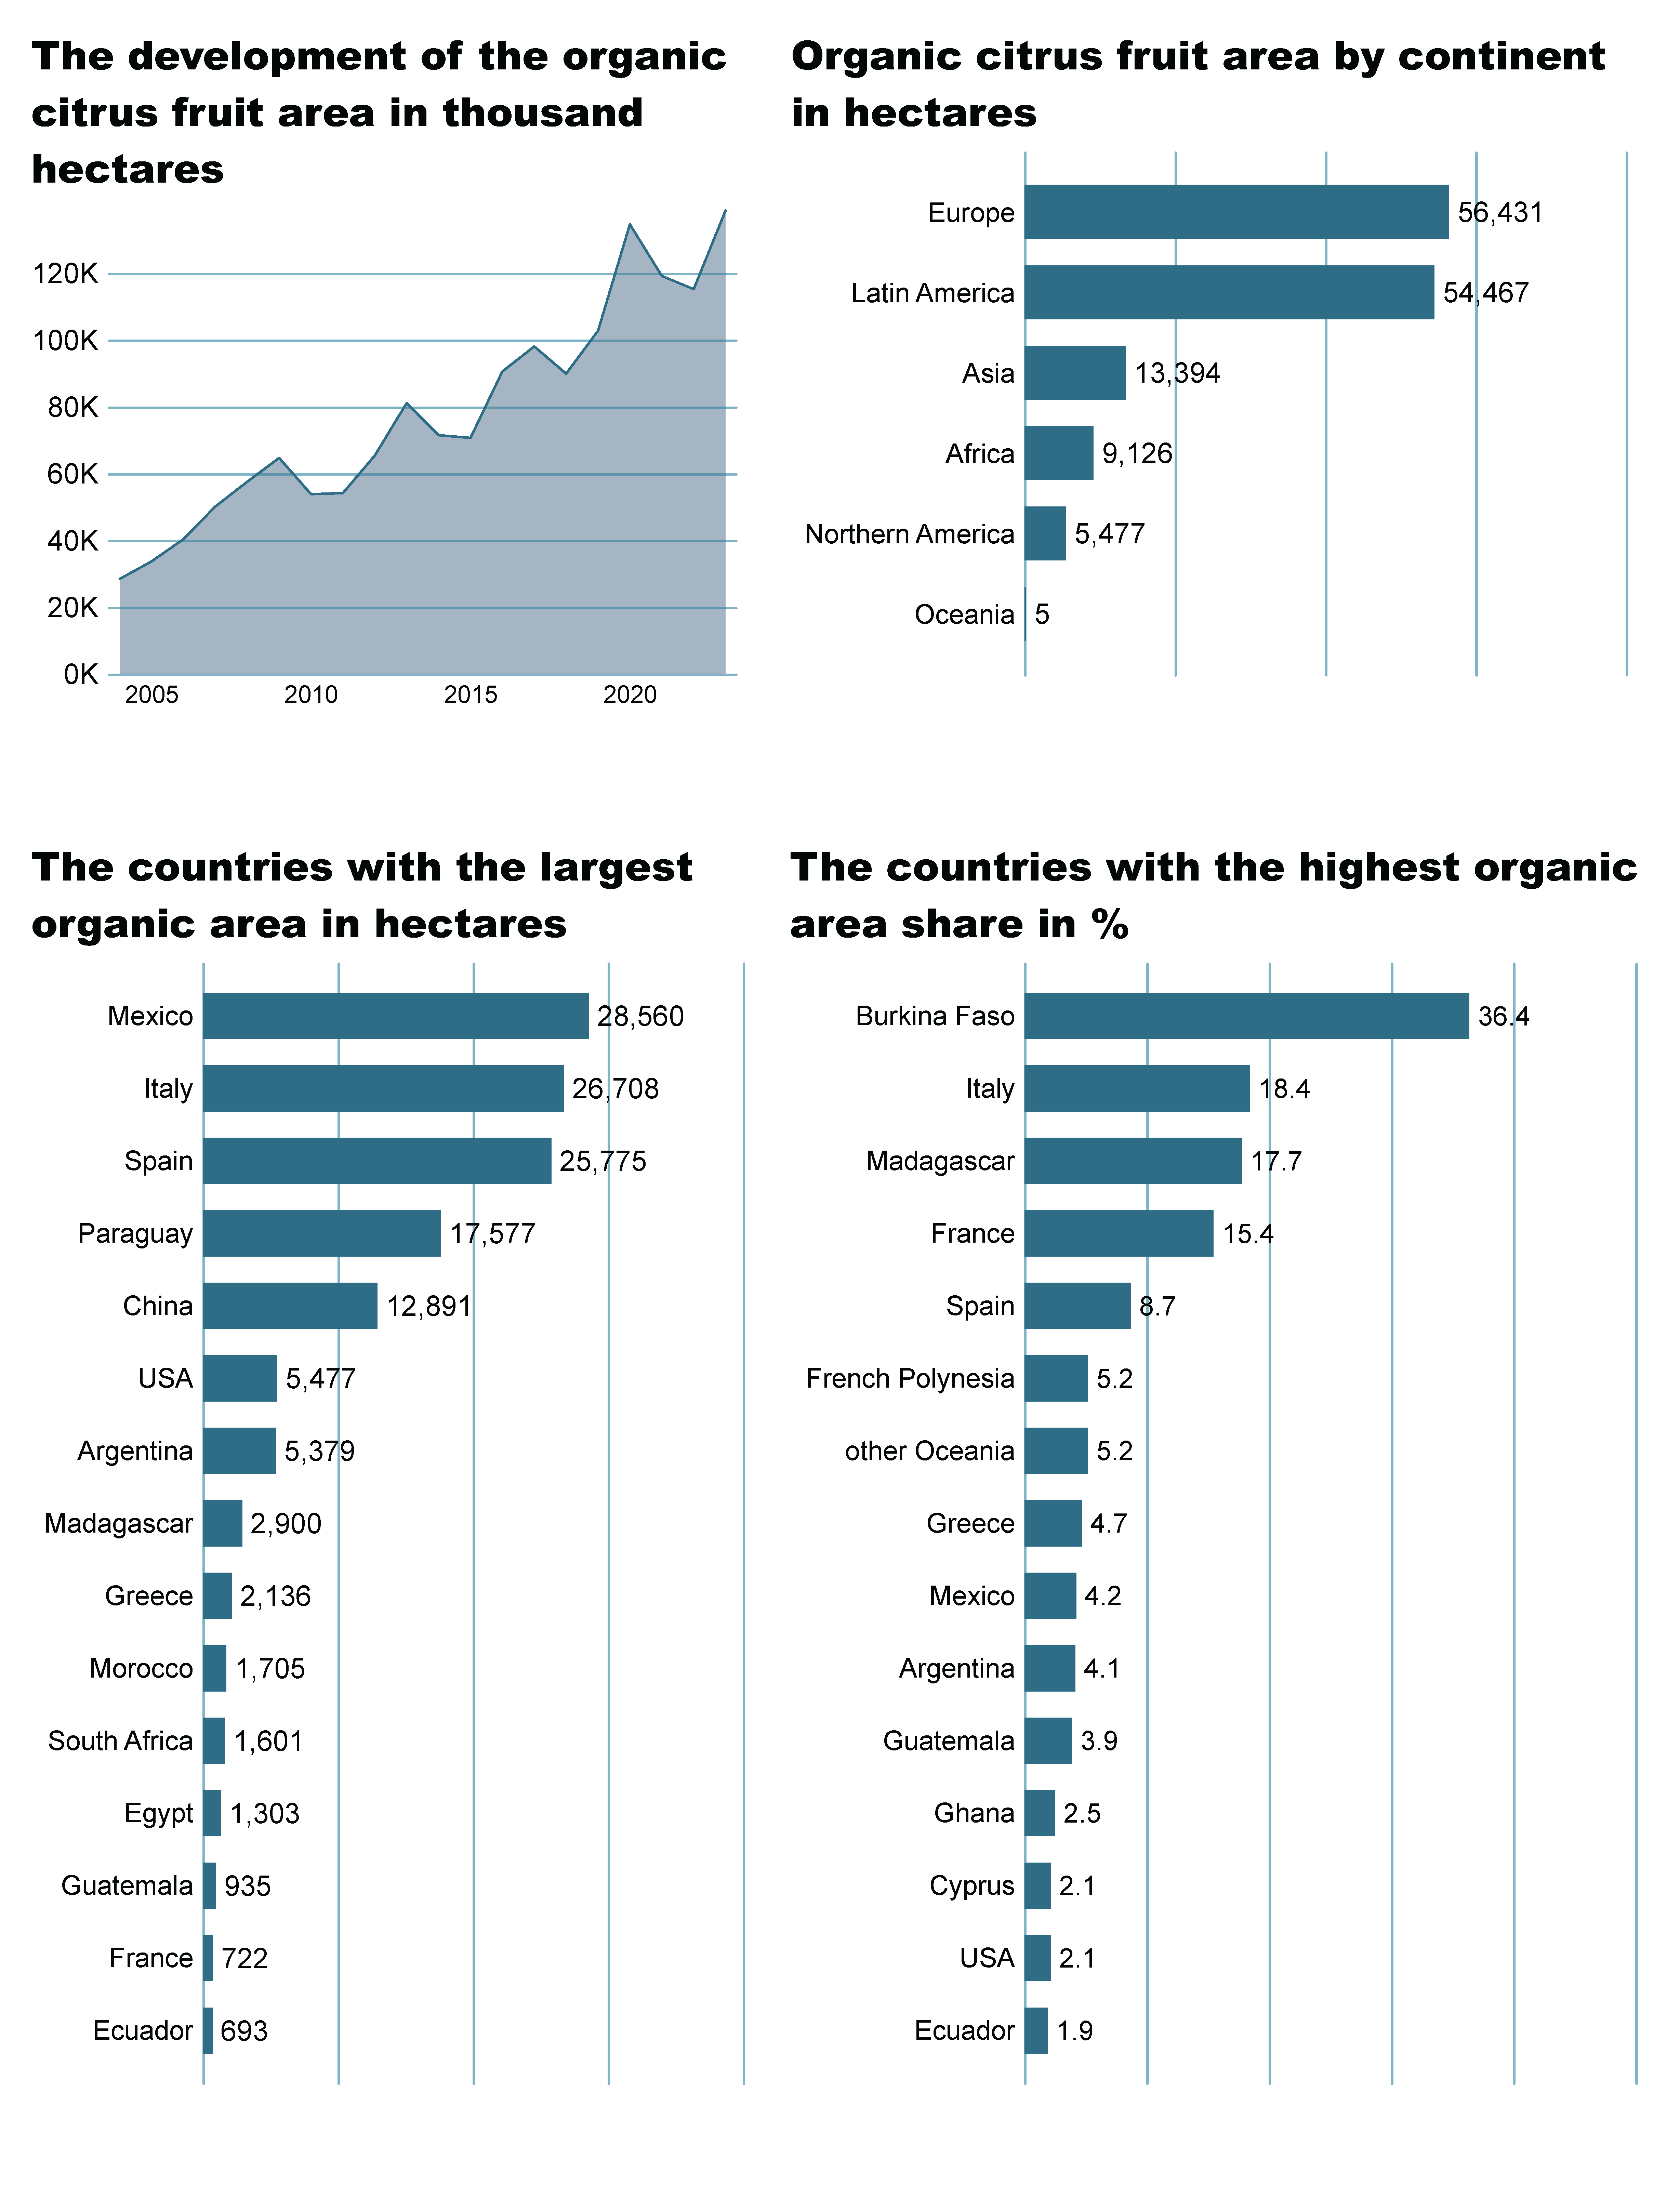 The development of the organic
citrus fruit area in thousand
hectares
120K
100K
80K
60K
40K
20K
0K
2005 2010 2015 2020
Organic citrus fruit area by continent
in hectares
Europe 56,431
Latin America 54,467
Asia 13,394
Africa 9,126
Northern America 5,477
Oceania 5
The countries with the largest
organic area in hectares
Mexico 28,560
Italy 26,708
Spain 25,775
Paraguay 17,577
China 12,891
USA 5,477
Argentina 5,379
Madagascar 2,900
Greece 2,136
Morocco 1,705
South Africa 1,601
Egypt 1,303
Guatemala 935
France 722
Ecuador 693
The countries with the highest organic
area share in %
Burkina Faso 36.4
Italy 18.4
Madagascar 17.7
France 15.4
Spain 8.7
French Polynesia 5.2
other Oceania 5.2
Greece 4.7
Mexico 4.2
Argentina 4.1
Guatemala 3.9
Ghana 2.5
Cyprus 2.1
USA 2.1
Ecuador 1.9